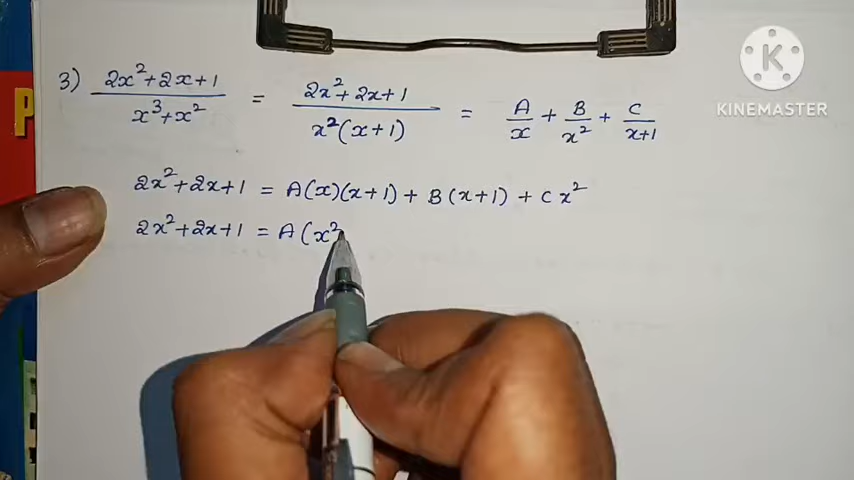 3) 2x²+2x+1 / x³+x² = 2x²+2x+1 / x²(x+1) = A/x + B/x² + C/x+1
2x²+2x+1 = A(x)(x+1) + B(x+1) + Cx²
2x²+2x+1 = A(x²
P
K
KINEMASTER